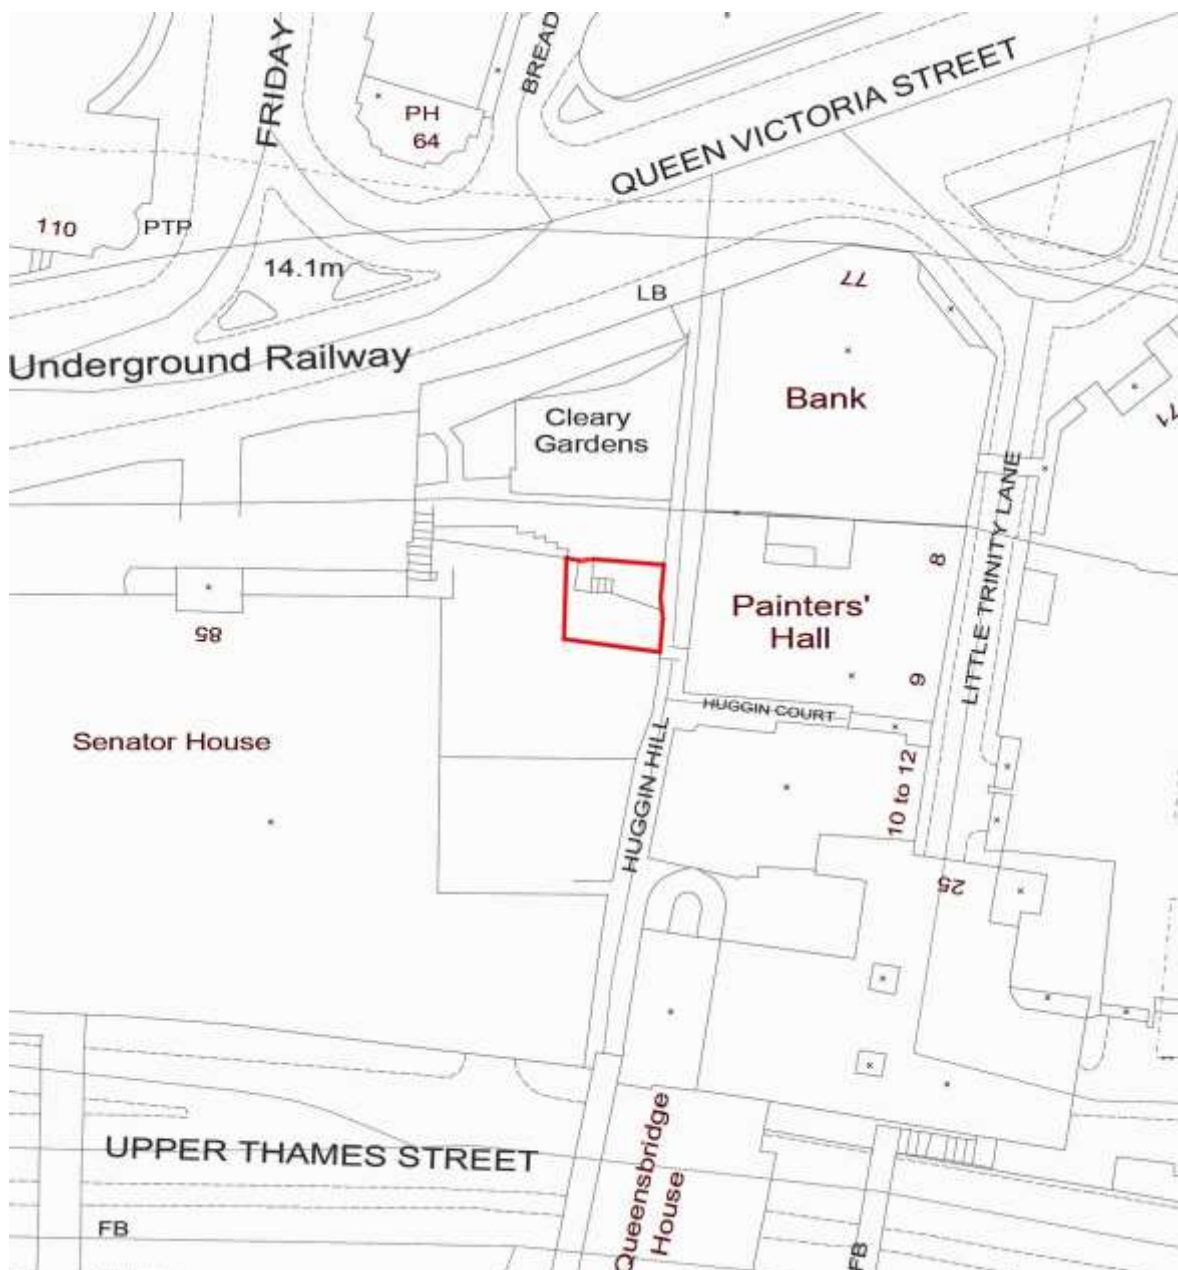 FRIDAY
BREAD
PH
64
QUEEN VICTORIA STREET
110
PTP
14.1m
77
LB
Underground Railway
Bank
71
Cleary
Gardens
LITTLE TRINITY LANE
8
Painters'
Hall
85
9
HUGGIN COURT
Senator House
HUGGIN HILL
10 to 12
25
UPPER THAMES STREET
Queensbridge
House
FB
FB